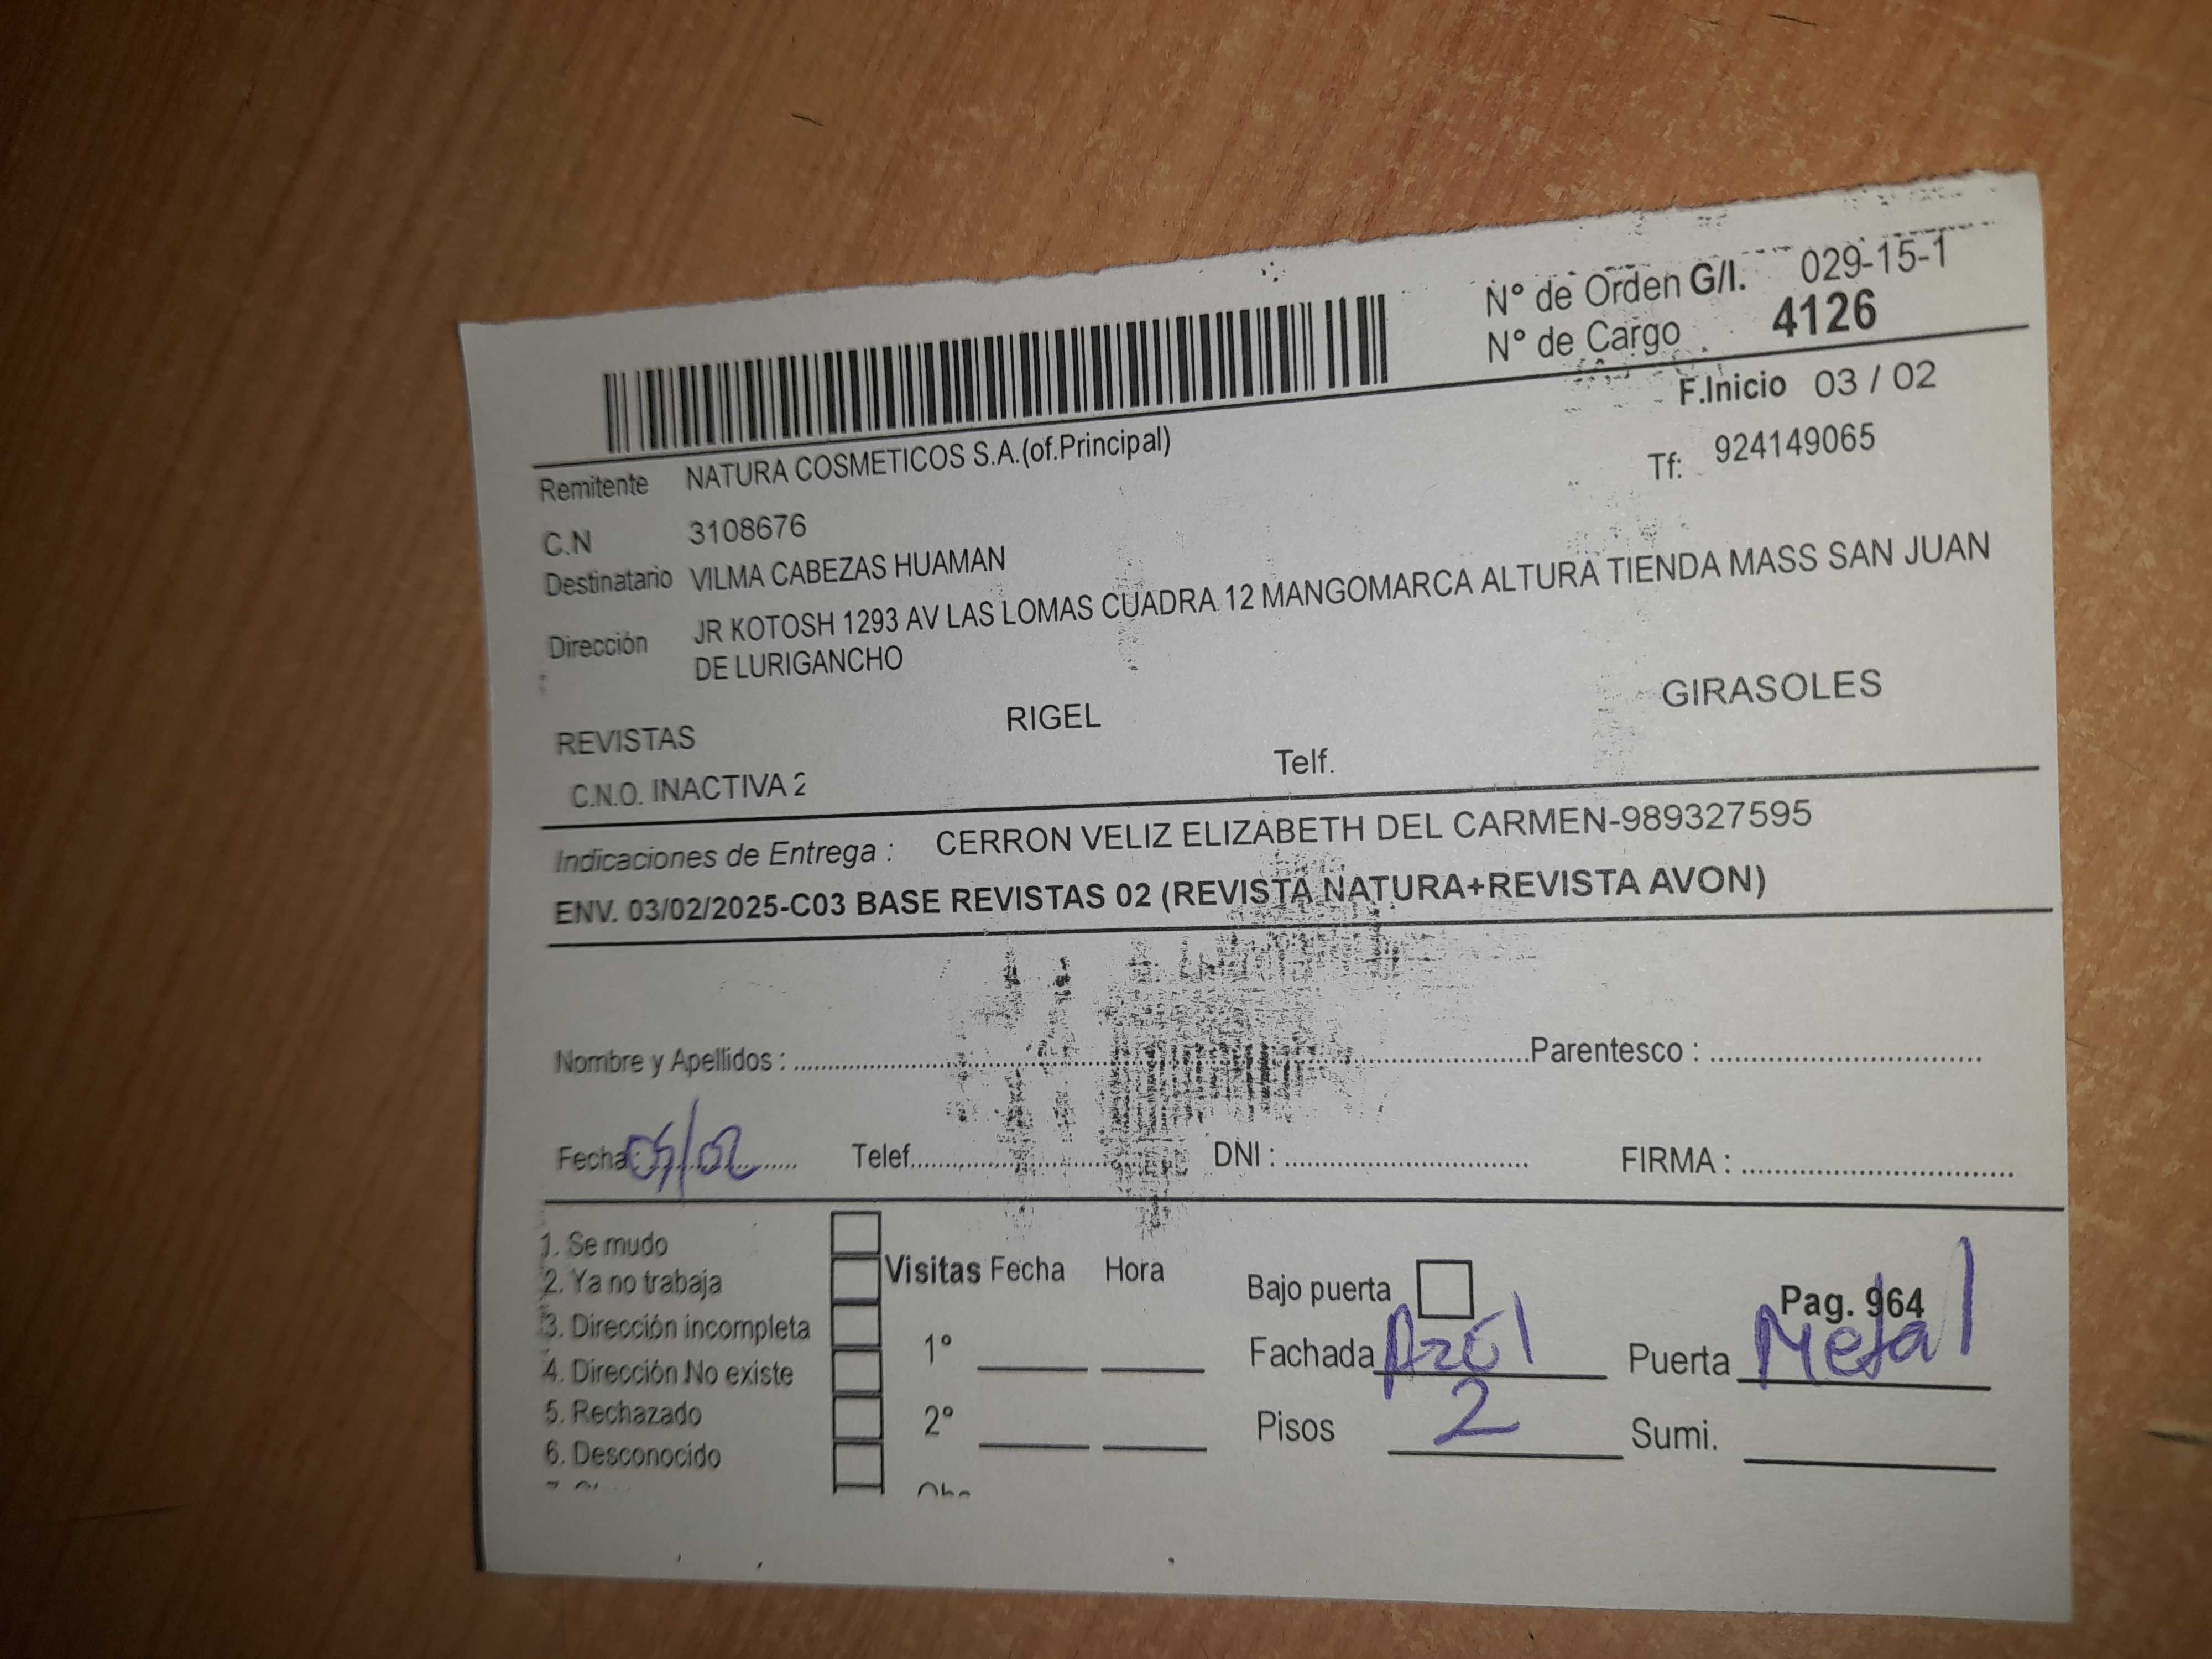 N° de Orden G/I. 029-15-1
N° de Cargo 4126
F.Inicio 03 / 02
Remitente NATURA COSMETICOS S.A.(of.Principal)
Tf: 924149065
C.N 3108676
Destinatario VILMA CABEZAS HUAMAN
Dirección JR KOTOSH 1293 AV LAS LOMAS CUADRA 12 MANGOMARCA ALTURA TIENDA MASS SAN JUAN
DE LURIGANCHO
REVISTAS RIGEL GIRASOLES
C.N.O. INACTIVA 2 Telf.
Indicaciones de Entrega : CERRON VELIZ ELIZABETH DEL CARMEN-989327595
ENV. 03/02/2025-C03 BASE REVISTAS 02 (REVISTA NATURA+REVISTA AVON)
Nombre y Apellidos : Parentesco :
Fecha: 05/02 Telef. DNI : FIRMA :
1. Se mudo
2. Ya no trabaja
3. Dirección incompleta
4. Dirección No existe
5. Rechazado
6. Desconocido
Visitas Fecha Hora
1°
2°
Bajo puerta Pag. 964
Fachada Azul Puerta Metal
Pisos 2 Sumi.